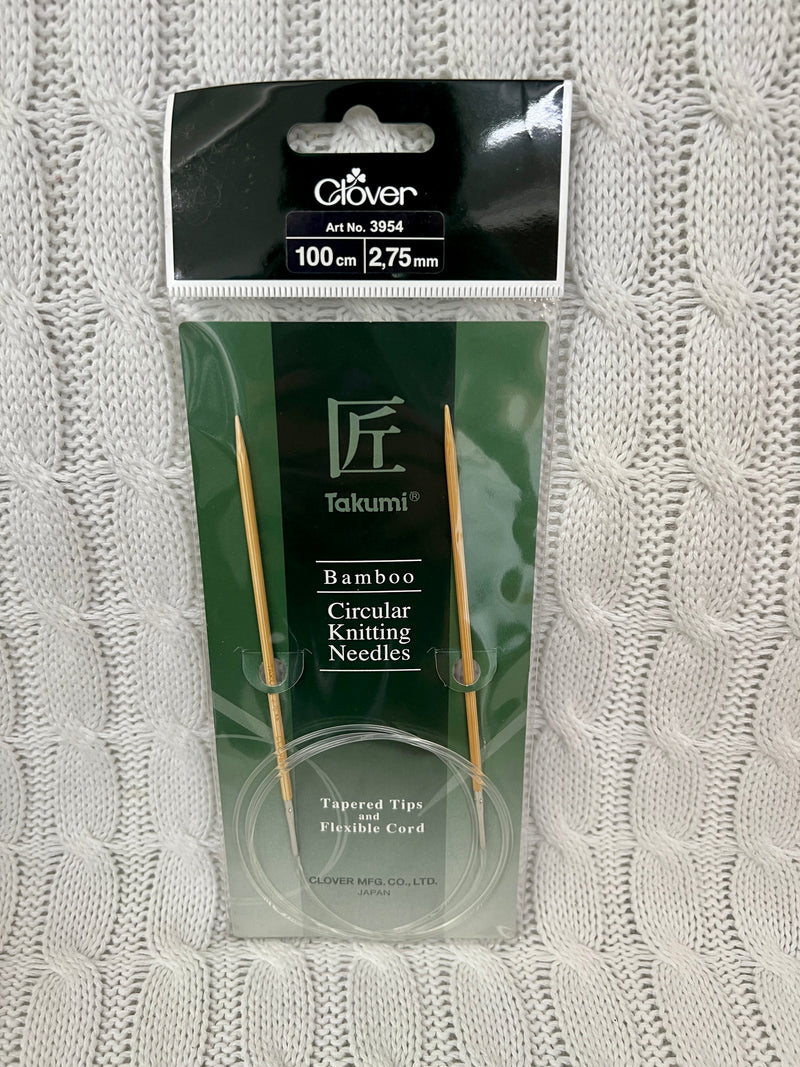 Clover
Art No. 3954
100 cm 2,75 mm
匠
Takumi®
Bamboo
Circular
Knitting
Needles
Tapered Tips
and
Flexible Cord
CLOVER MFG. CO., LTD.
JAPAN